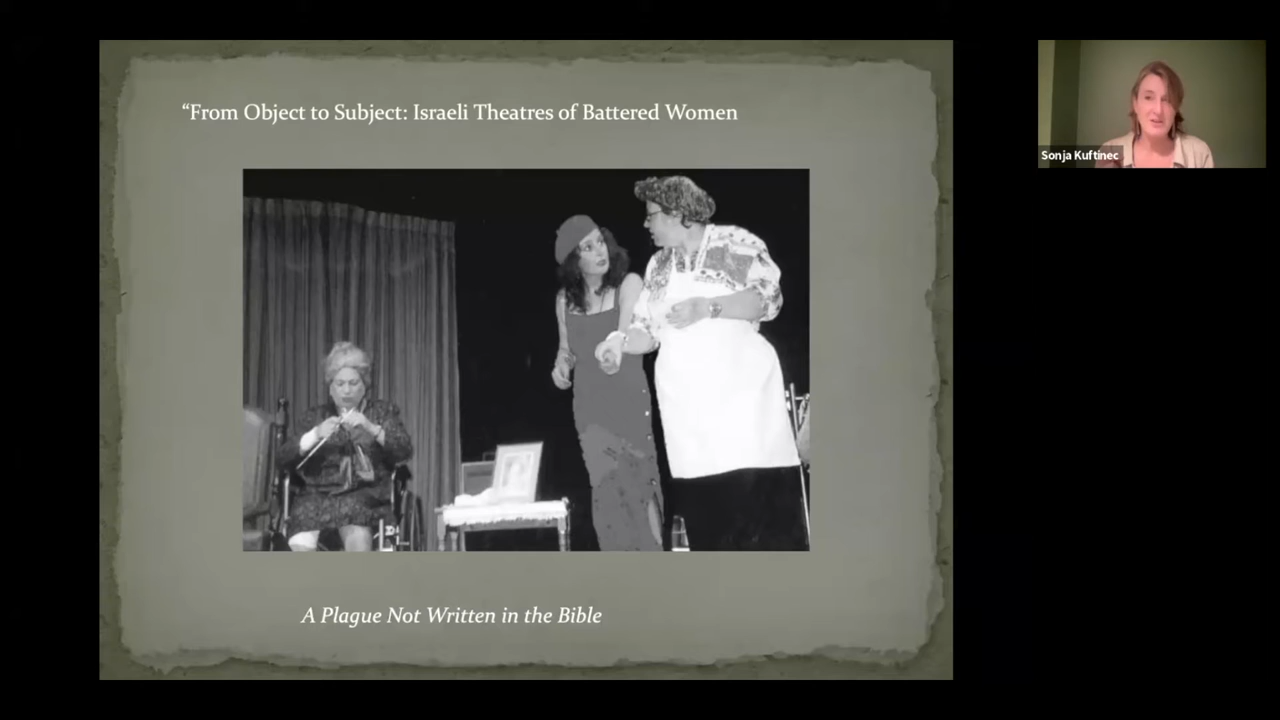 “From Object to Subject: Israeli Theatres of Battered Women
Sonja Kuftinec
A Plague Not Written in the Bible